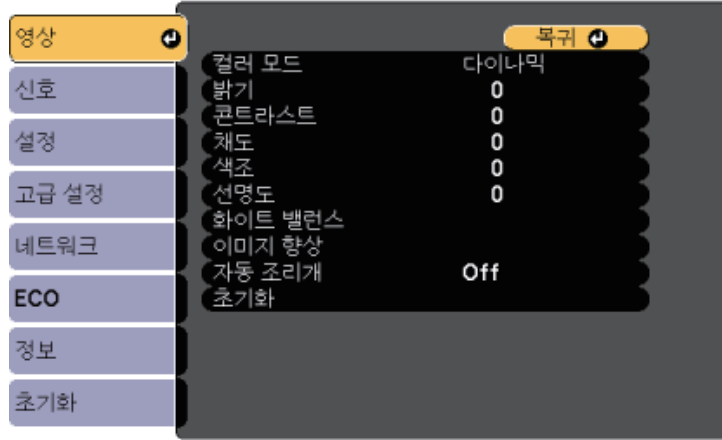 영상
신호
설정
고급 설정
네트워크
ECO
정보
초기화
복귀
컬러 모드 다이나믹
밝기 0
콘트라스트 0
채도 0
색조 0
선명도 0
화이트 밸런스
이미지 향상
자동 조리개 Off
초기화